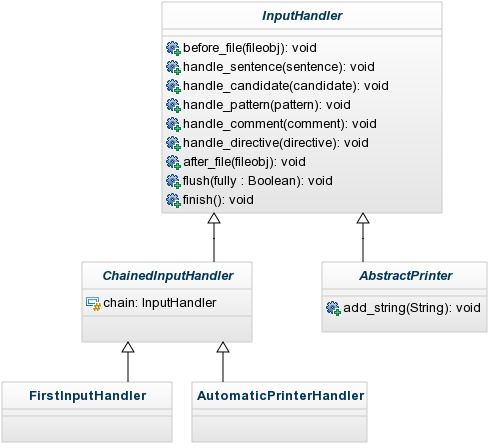 InputHandler
before_file(fileobj): void
handle_sentence(sentence): void
handle_candidate(candidate): void
handle_pattern(pattern): void
handle_comment(comment): void
handle_directive(directive): void
after_file(fileobj): void
flush(fully : Boolean): void
finish(): void
ChainedInputHandler
chain: InputHandler
AbstractPrinter
add_string(String): void
FirstInputHandler
AutomaticPrinterHandler